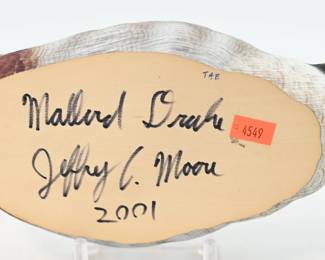 TAE
Mallard Drake
4549
Jeffry C. Moore
2001